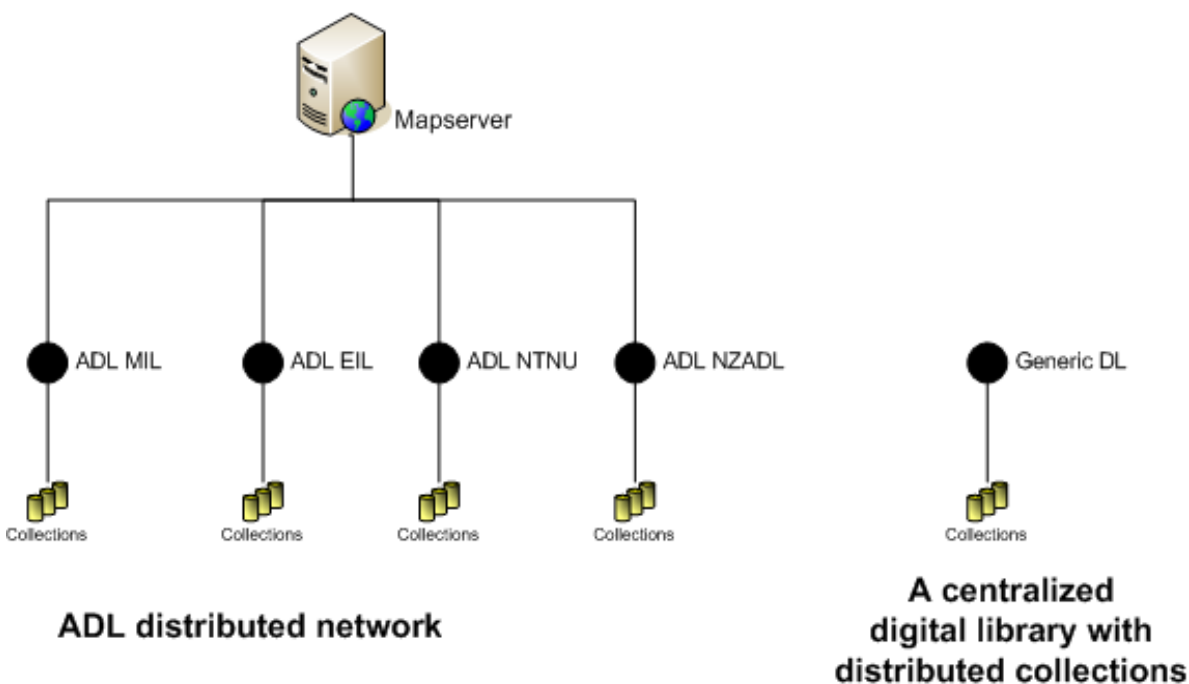 Mapserver
ADL MIL
ADL EIL
ADL NTNU
ADL NZADL
Generic DL
Collections
Collections
Collections
Collections
Collections
ADL distributed network
A centralized
digital library with
distributed collections